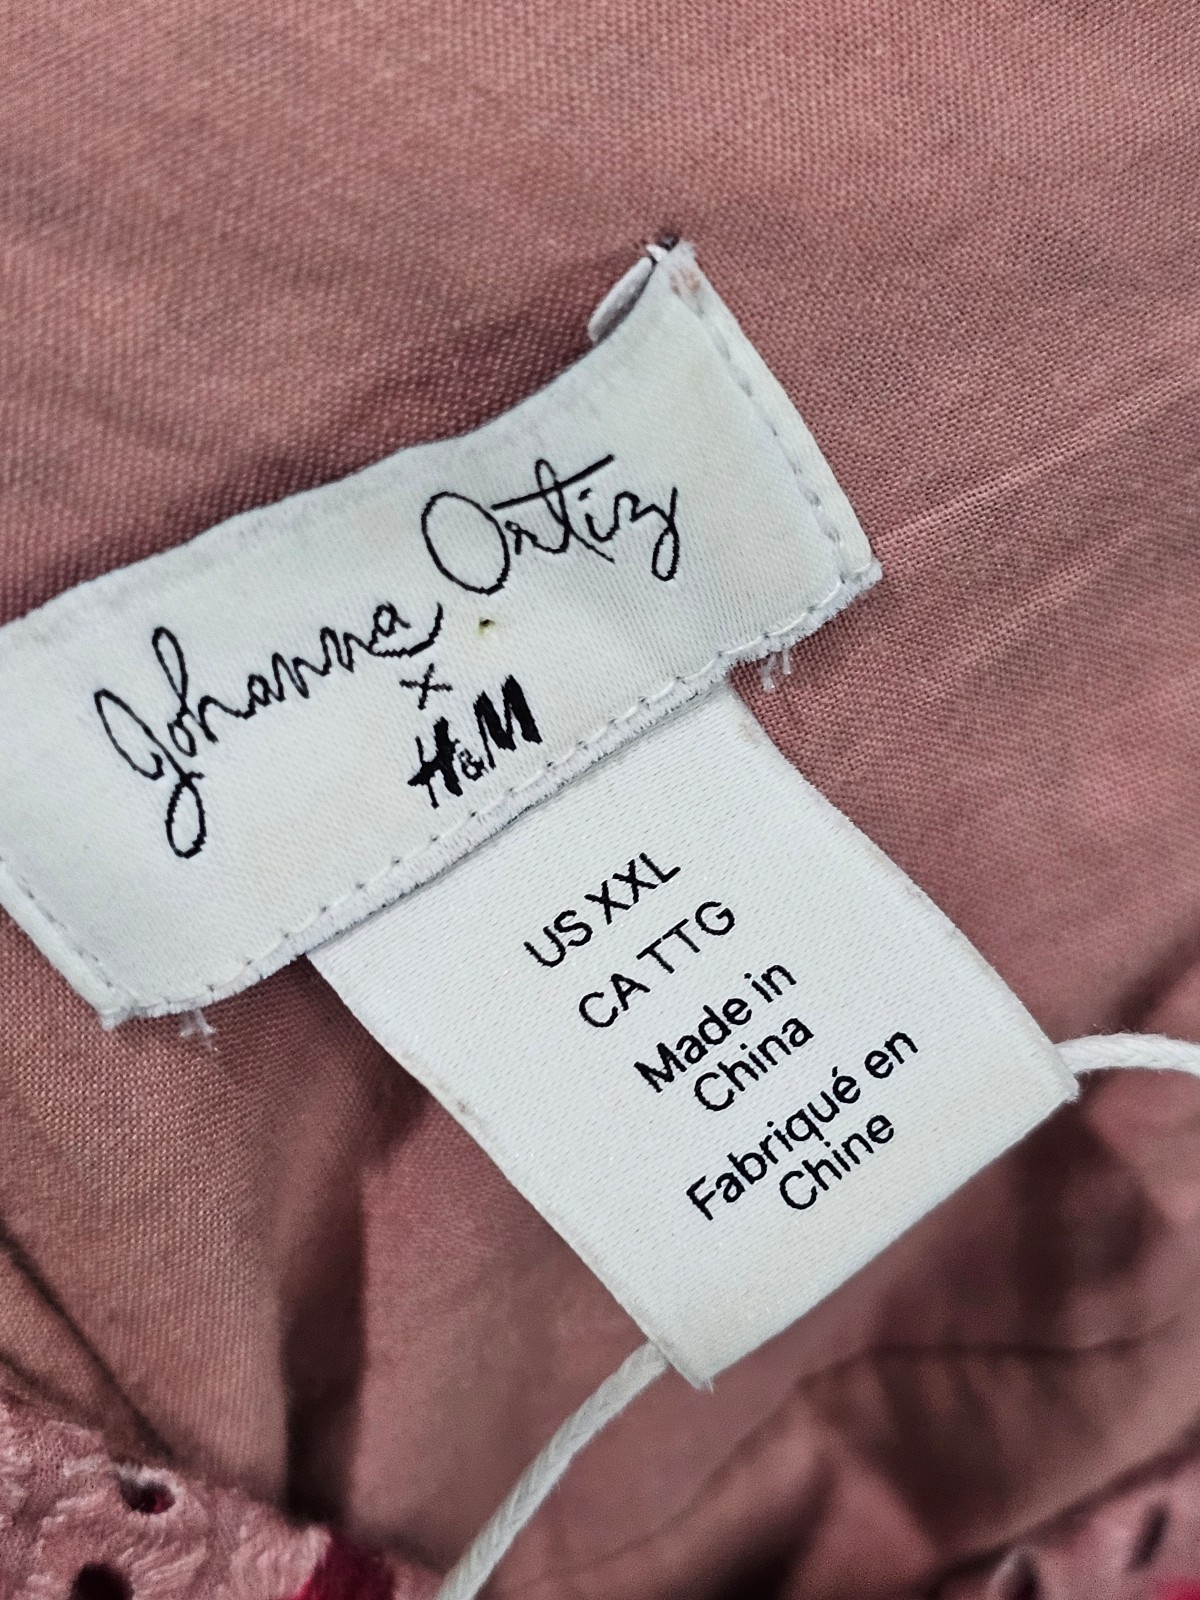 Johanna Ortiz
x
H&M
US XXL
CA TTG
Made in
China
Fabriqué en
Chine